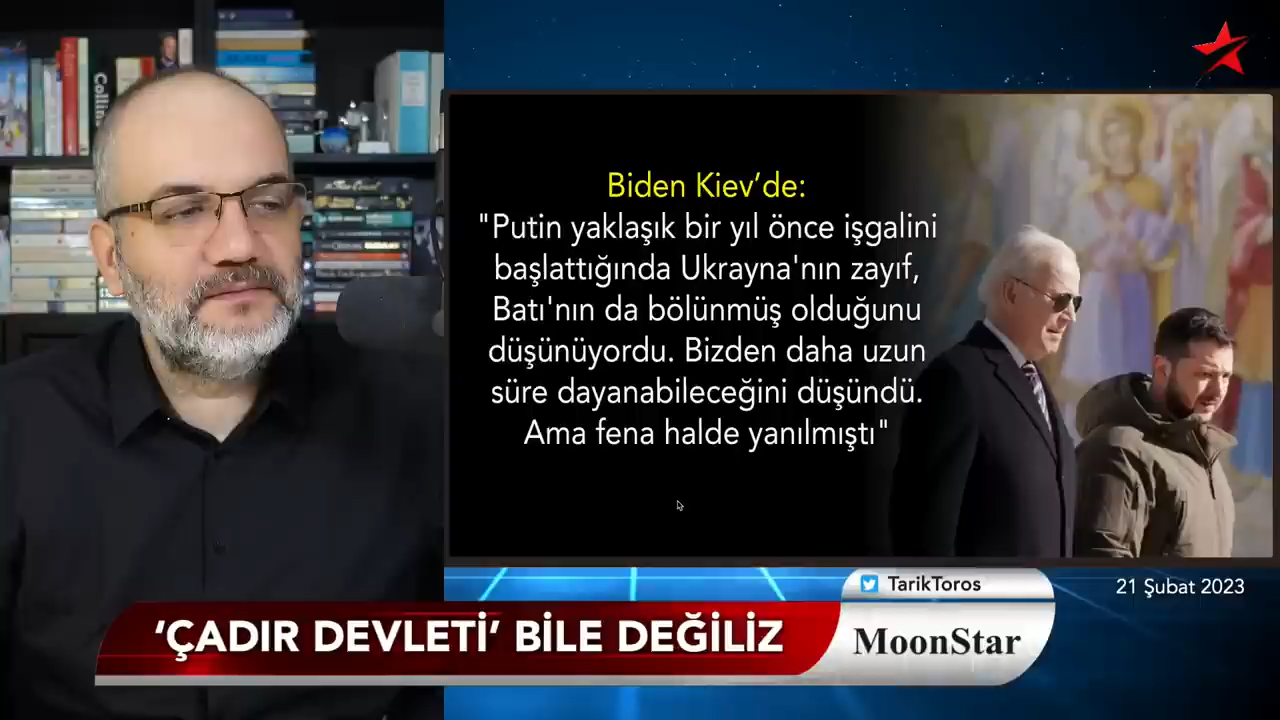 Collins
Biden Kiev’de:
"Putin yaklaşık bir yıl önce işgalini
başlattığında Ukrayna'nın zayıf,
Batı'nın da bölünmüş olduğunu
düşünüyordu. Bizden daha uzun
süre dayanabileceğini düşündü.
Ama fena halde yanılmıştı"
TarikToros
21 Şubat 2023
‘ÇADIR DEVLETİ’ BİLE DEĞİLİZ
MoonStar